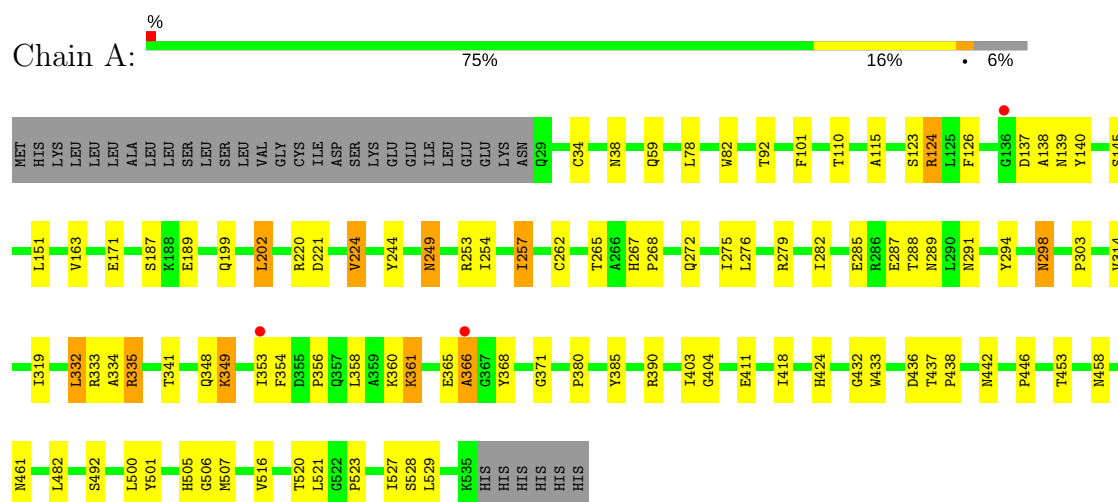 %
Chain A:
75% 16% • 6%
MET HIS LYS LEU LEU LEU ALA LEU LEU SER LEU SER LEU VAL GLY CYS ILE ASP SER LYS GLU GLU ILE LEU GLU GLU LYS ASN Q29 C34 N38 Q59 L78 W82 T92 F101 T110 A115 S123 R124 L125 F126 G136 D137 A138 N139 Y140 S145
L151 V163 E171 S187 K188 E189 Q199 L202 R220 D221 V224 Y244 N249 R253 I254 I257 C262 T265 A266 H267 P268 Q272 I275 L276 R279 I282 E285 R286 E287 T288 N289 L290 N291 Y294 N298 P303 V314
I319 L332 R333 A334 R335 T341 Q348 K349 I353 F354 D355 P356 Q357 L358 A359 K360 K361 E365 A366 G367 Y368 G371 P380 Y385 R390 I403 G404 E411 I418 H424 G432 W433 D436 T437 P438 N442 P446 T453 N458
N461 L482 S492 L500 Y501 H505 G506 M507 V516 T520 L521 G522 P523 I527 S528 L529 K535 HIS HIS HIS HIS HIS HIS